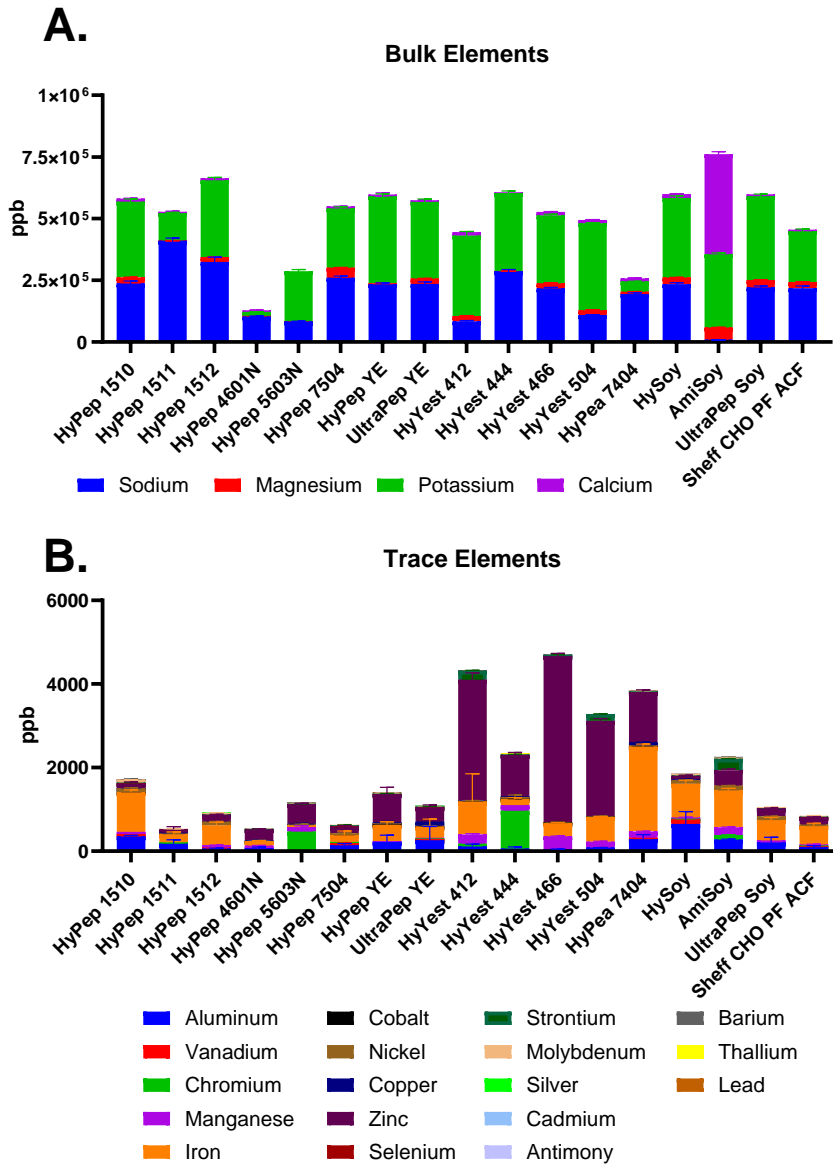 A.
Bulk Elements
1×10⁶
7.5×10⁵
5×10⁵
2.5×10⁵
0
ppb
HyPep 1510
HyPep 1511
HyPep 1512
HyPep 4601N
HyPep 5603N
HyPep 7504
HyPep YE
UltraPep YE
HyYest 412
HyYest 444
HyYest 466
HyYest 504
HyPea 7404
HySoy
AmiSoy
UltraPep Soy
Sheff CHO PF ACF
Sodium Magnesium Potassium Calcium
B.
Trace Elements
6000
4000
2000
0
ppb
HyPep 1510
HyPep 1511
HyPep 1512
HyPep 4601N
HyPep 5603N
HyPep 7504
HyPep YE
UltraPep YE
HyYest 412
HyYest 444
HyYest 466
HyYest 504
HyPea 7404
HySoy
AmiSoy
UltraPep Soy
Sheff CHO PF ACF
Aluminum Cobalt Strontium Barium
Vanadium Nickel Molybdenum Thallium
Chromium Copper Silver Lead
Manganese Zinc Cadmium
Iron Selenium Antimony